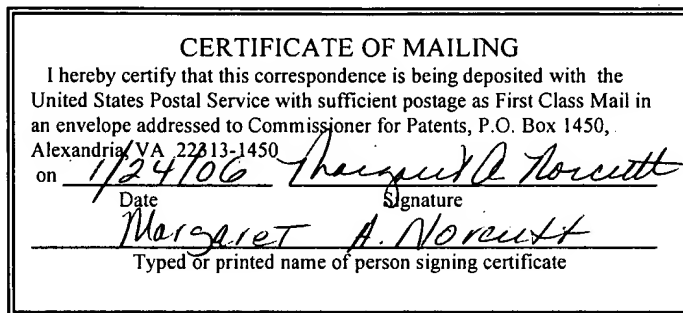 CERTIFICATE OF MAILING
I hereby certify that this correspondence is being deposited with the
United States Postal Service with sufficient postage as First Class Mail in
an envelope addressed to Commissioner for Patents, P.O. Box 1450,
Alexandria, VA 22313-1450
on 1/24/06 Margaret A Norcutt
Date Signature
Margaret A. Norcutt
Typed or printed name of person signing certificate